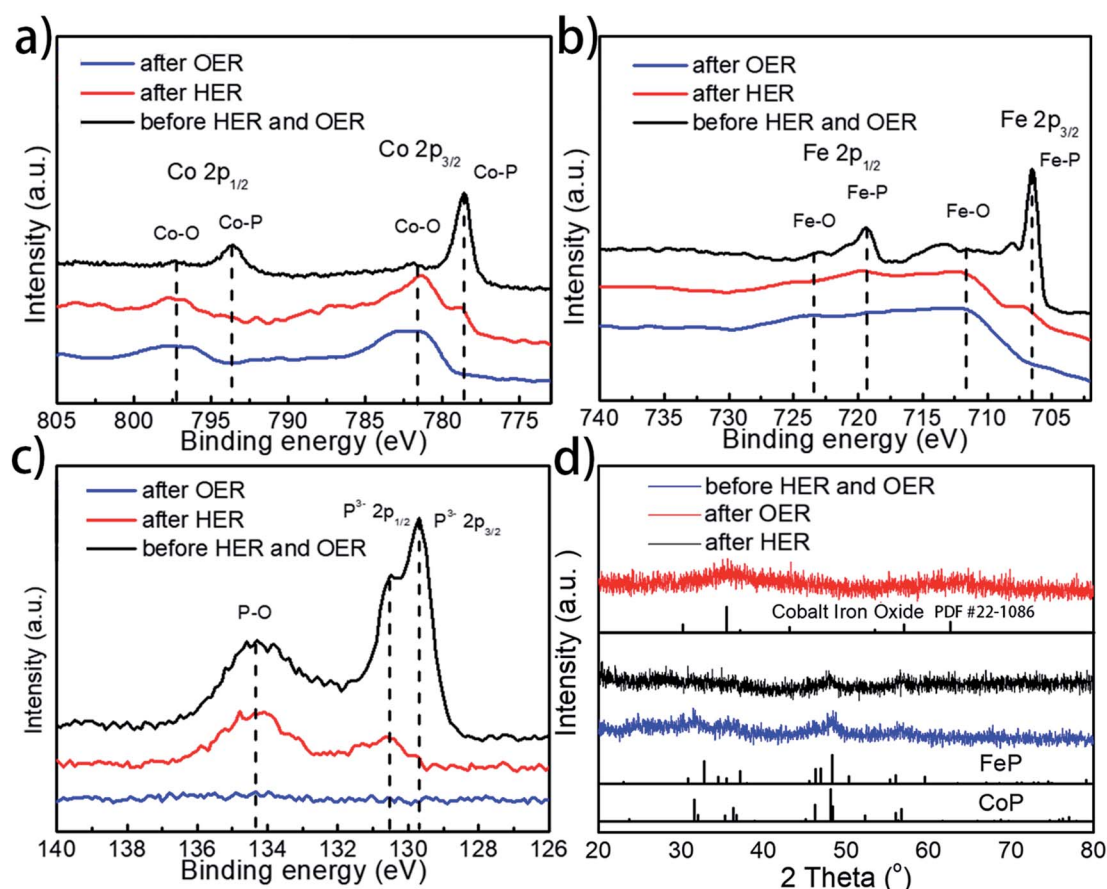 a)
after OER
after HER
before HER and OER
Co 2p3/2
Co-P
Co 2p1/2
Co-O
Co-P
Co-O
Intensity (a.u.)
805 800 795 790 785 780 775
Binding energy (eV)
b)
after OER
after HER
before HER and OER
Fe 2p3/2
Fe 2p1/2
Fe-P
Fe-P
Fe-O
Fe-O
Intensity (a.u.)
740 735 730 725 720 715 710 705
Binding energy (eV)
c)
after OER
after HER
before HER and OER
P3- 2p1/2
P3- 2p3/2
P-O
Intensity (a.u.)
140 138 136 134 132 130 128 126
Binding energy (eV)
d)
before HER and OER
after OER
after HER
Cobalt Iron Oxide PDF #22-1086
FeP
CoP
Intensity (a.u.)
20 30 40 50 60 70 80
2 Theta (°)